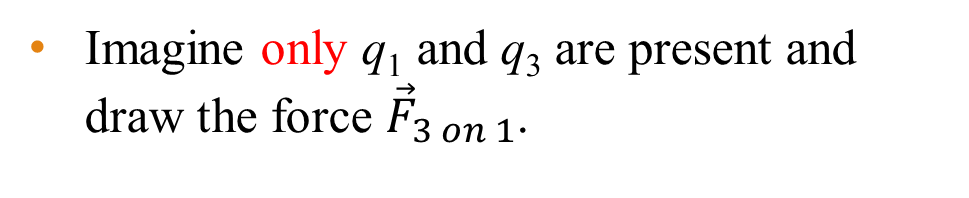 • Imagine only q₁ and q₃ are present and
draw the force F⃗₃ ₒₙ ₁.